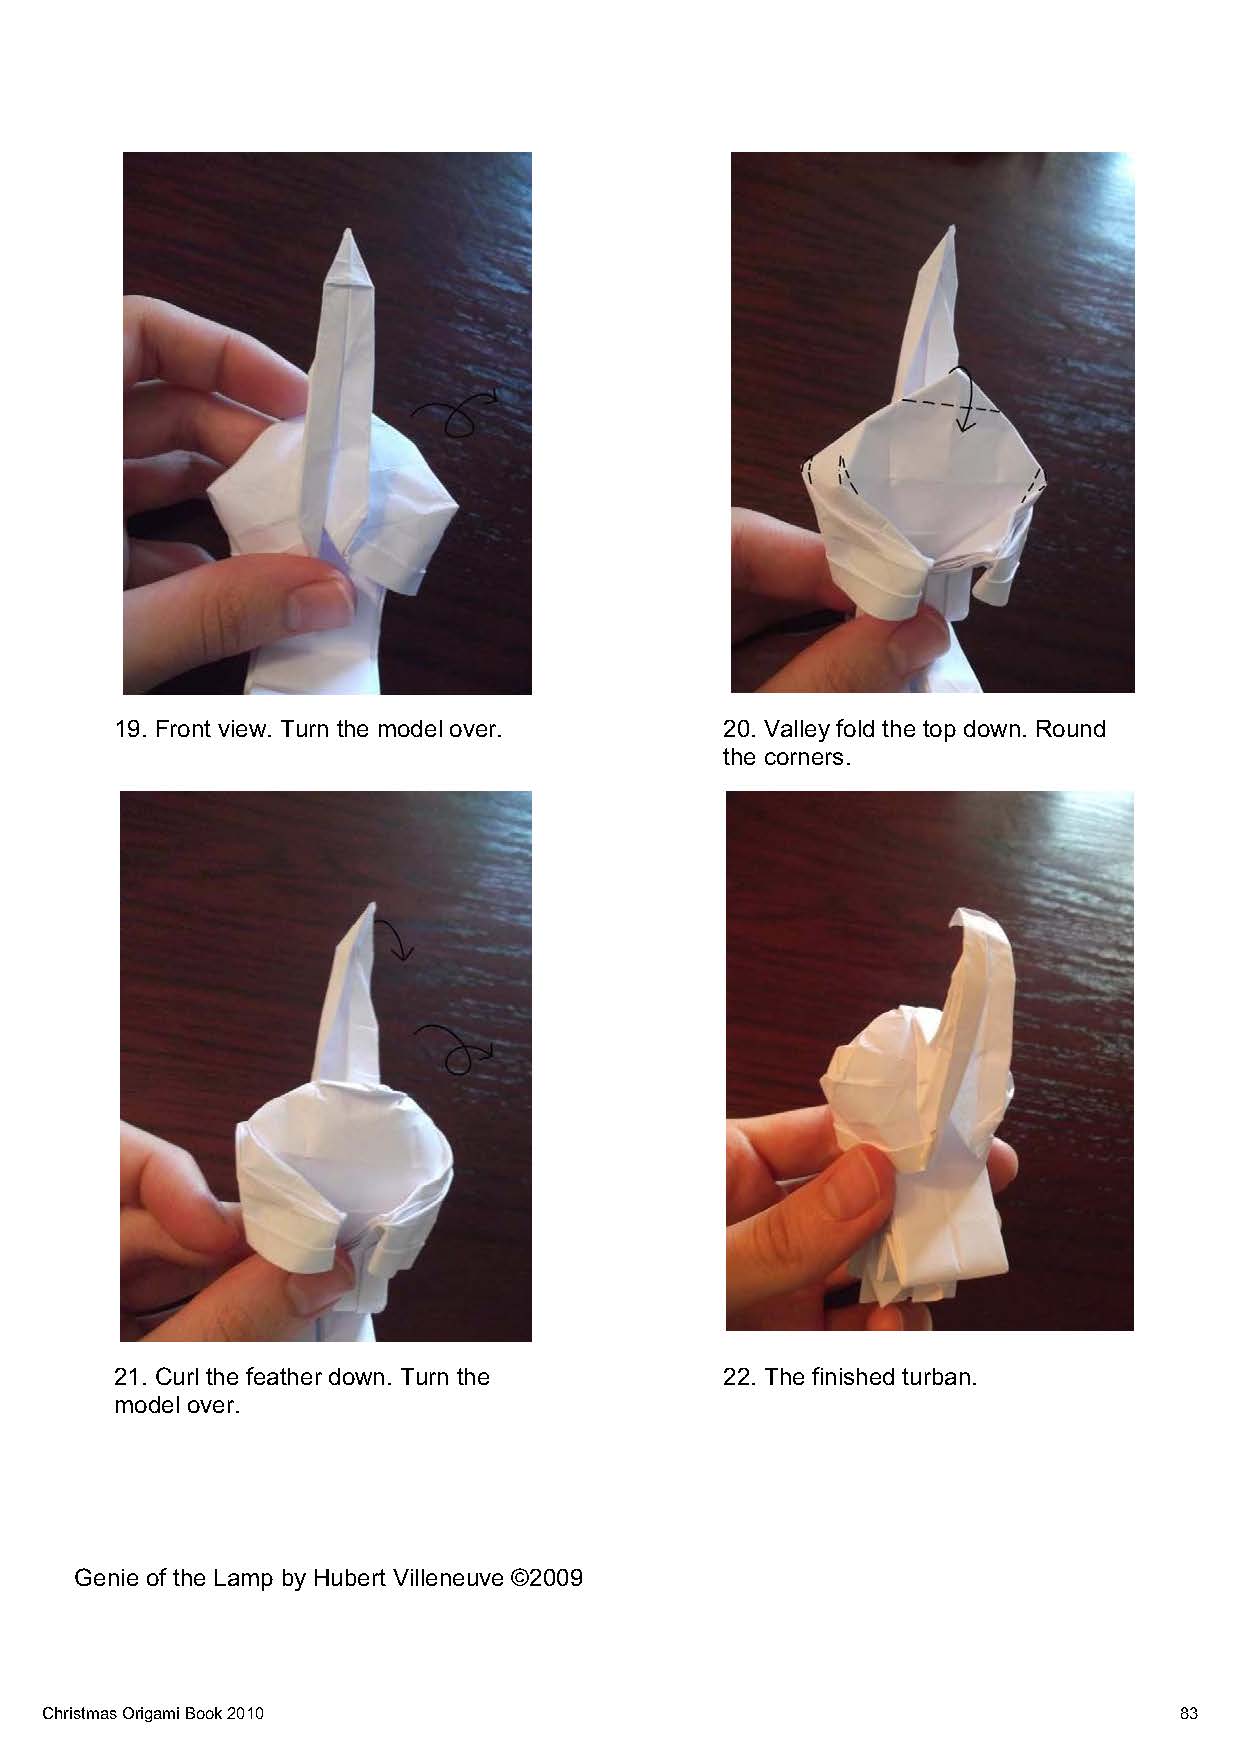 19. Front view. Turn the model over.
20. Valley fold the top down. Round
the corners.
21. Curl the feather down. Turn the
model over.
22. The finished turban.
Genie of the Lamp by Hubert Villeneuve ©2009
Christmas Origami Book 2010
83